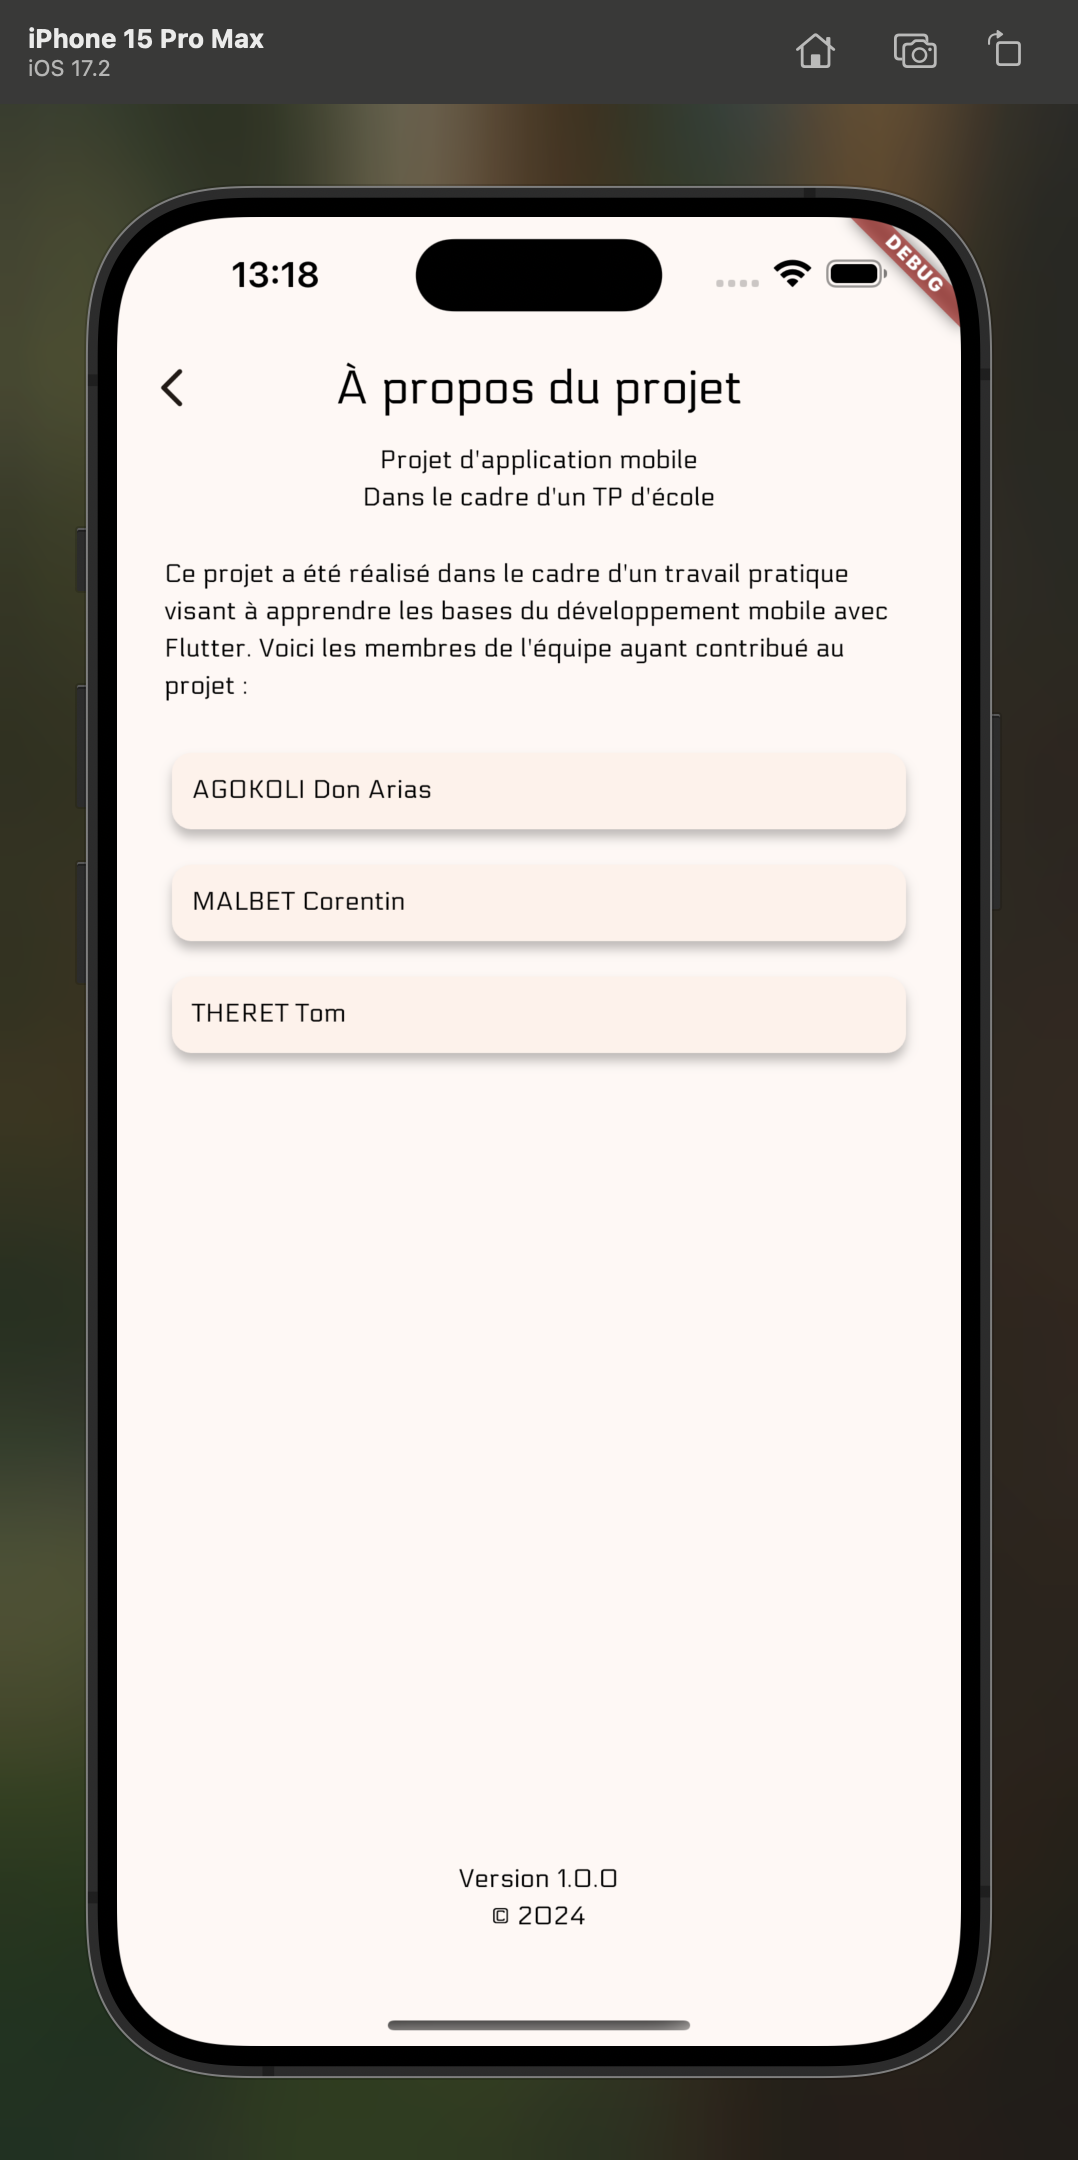 iPhone 15 Pro Max
iOS 17.2
13:18
DEBUG
À propos du projet
Projet d'application mobile
Dans le cadre d'un TP d'école
Ce projet a été réalisé dans le cadre d'un travail pratique
visant à apprendre les bases du développement mobile avec
Flutter. Voici les membres de l'équipe ayant contribué au
projet :
AGOKOLI Don Arias
MALBET Corentin
THERET Tom
Version 1.0.0
© 2024